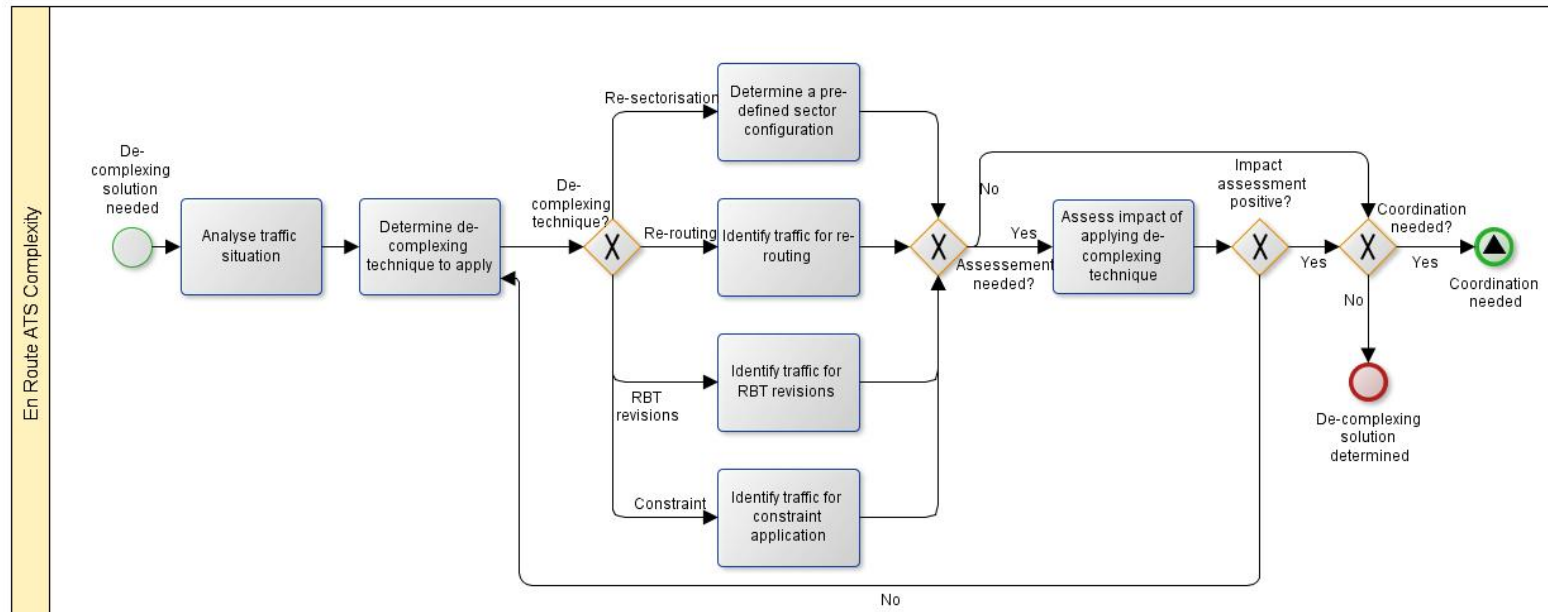 En Route ATS Complexity
De-
complexing
solution
needed
Analyse traffic
situation
Determine de-
complexing
technique to apply
De-
complexing
technique?
X
Re-sectorisation
Determine a pre-
defined sector
configuration
Re-routing
Identify traffic for re-
routing
RBT
revisions
Identify traffic for
RBT revisions
Constraint
Identify traffic for
constraint
application
X
No
Yes
Assessement
needed?
Assess impact of
applying de-
complexing
technique
Impact
assessment
positive?
X
Yes
No
Coordination
needed?
X
Yes
Coordination
needed
No
De-complexing
solution
determined